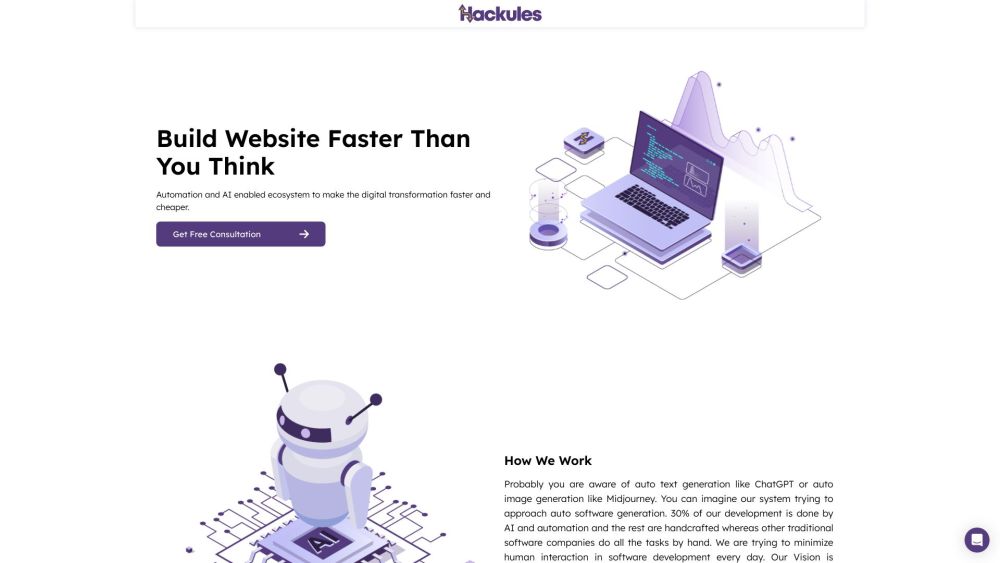 Hackules
Build Website Faster Than
You Think
Automation and AI enabled ecosystem to make the digital transformation faster and
cheaper.
Get Free Consultation
AI
How We Work
Probably you are aware of auto text generation like ChatGPT or auto
image generation like Midjourney. You can imagine our system trying to
approach auto software generation. 30% of our development is done by
AI and automation and the rest are handcrafted whereas other traditional
software companies do all the tasks by hand. We are trying to minimize
human interaction in software development every day. Our Vision is